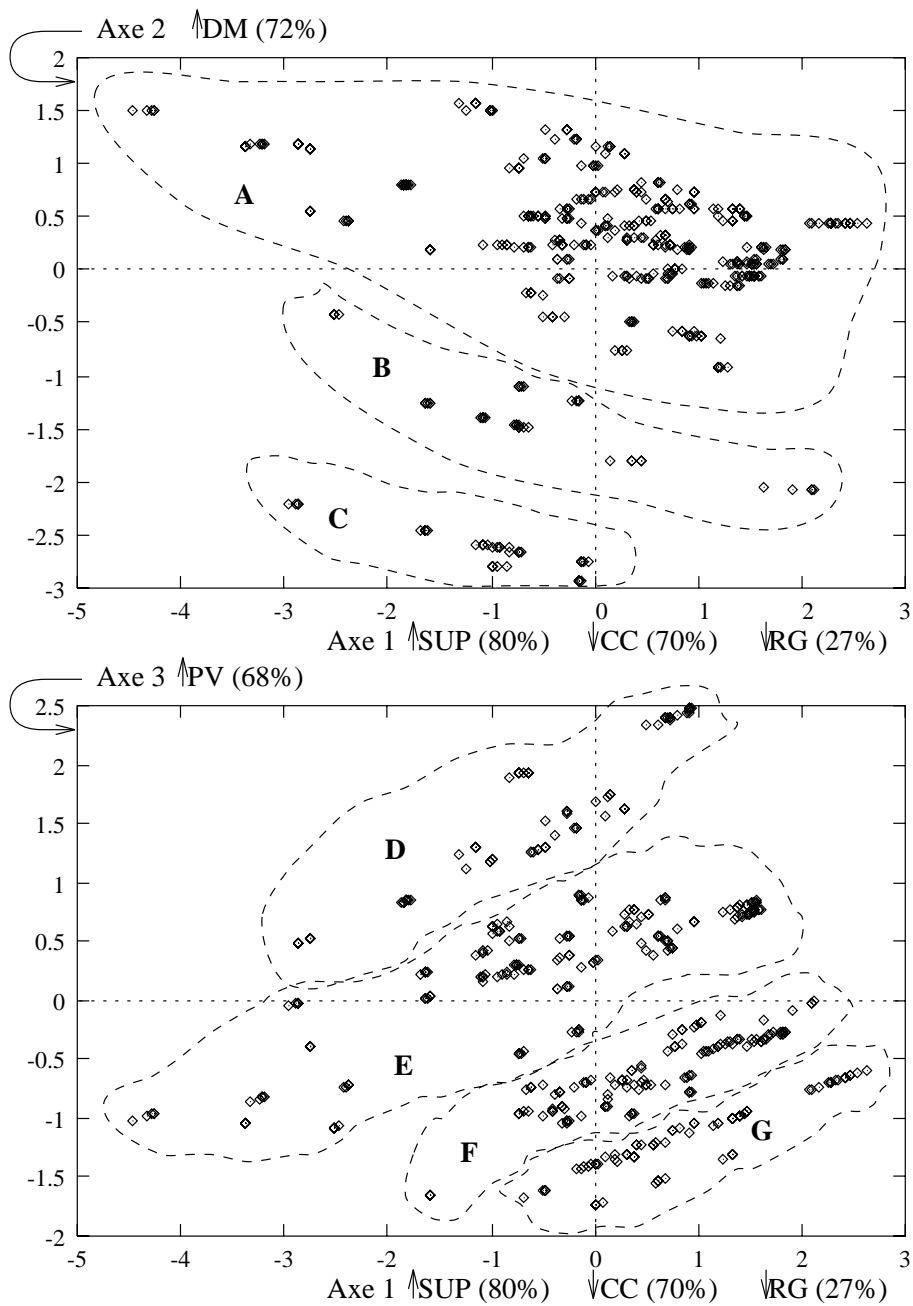 Axe 2 ↑DM (72%)
2
1.5
1
0.5
0
-0.5
-1
-1.5
-2
-2.5
-3
A
B
C
-5 -4 -3 -2 -1 0 1 2 3
Axe 1 ↑SUP (80%) ↓CC (70%) ↓RG (27%)
Axe 3 ↑PV (68%)
2.5
2
1.5
1
0.5
0
-0.5
-1
-1.5
-2
D
E
F
G
-5 -4 -3 -2 -1 0 1 2 3
Axe 1 ↑SUP (80%) ↓CC (70%) ↓RG (27%)